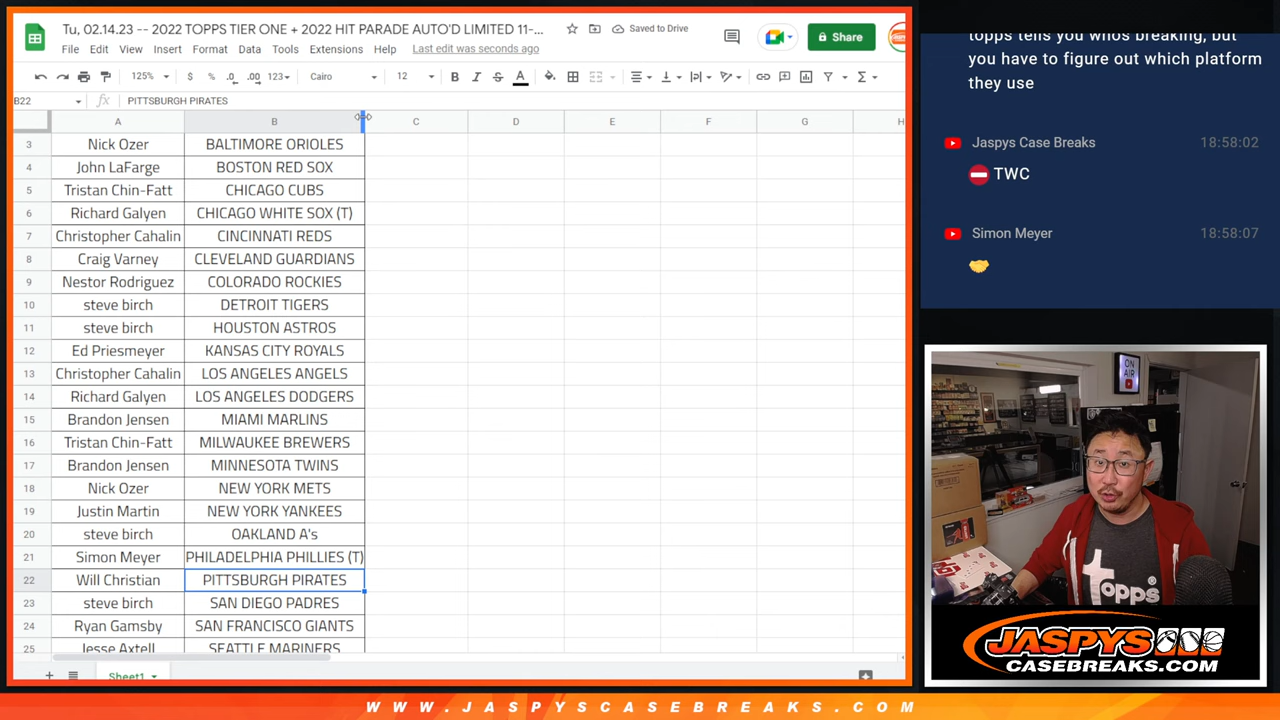 Tu, 02.14.23 -- 2022 TOPPS TIER ONE + 2022 HIT PARADE AUTO'D LIMITED 11-...
Saved to Drive
Share
File Edit View Insert Format Data Tools Extensions Help Last edit was seconds ago
125% $ % .0 .00 123 Cairo 12 B I S A
B22 fx PITTSBURGH PIRATES
A B C D E F G H
3 Nick Ozer BALTIMORE ORIOLES
4 John LaFarge BOSTON RED SOX
5 Tristan Chin-Fatt CHICAGO CUBS
6 Richard Galyen CHICAGO WHITE SOX (T)
7 Christopher Cahalin CINCINNATI REDS
8 Craig Varney CLEVELAND GUARDIANS
9 Nestor Rodriguez COLORADO ROCKIES
10 steve birch DETROIT TIGERS
11 steve birch HOUSTON ASTROS
12 Ed Priesmeyer KANSAS CITY ROYALS
13 Christopher Cahalin LOS ANGELES ANGELS
14 Richard Galyen LOS ANGELES DODGERS
15 Brandon Jensen MIAMI MARLINS
16 Tristan Chin-Fatt MILWAUKEE BREWERS
17 Brandon Jensen MINNESOTA TWINS
18 Nick Ozer NEW YORK METS
19 Justin Martin NEW YORK YANKEES
20 steve birch OAKLAND A's
21 Simon Meyer PHILADELPHIA PHILLIES (T)
22 Will Christian PITTSBURGH PIRATES
23 steve birch SAN DIEGO PADRES
24 Ryan Gamsby SAN FRANCISCO GIANTS
25 Jesse Axtell SEATTLE MARINERS
Sheet1
topps tells you whos breaking, but
you have to figure out which platform
they use
Jaspys Case Breaks 18:58:02
TWC
Simon Meyer 18:58:07
ON
AIR
topps
JASPYS
CASEBREAKS.COM
WWW.JASPYSCASEBREAKS.COM